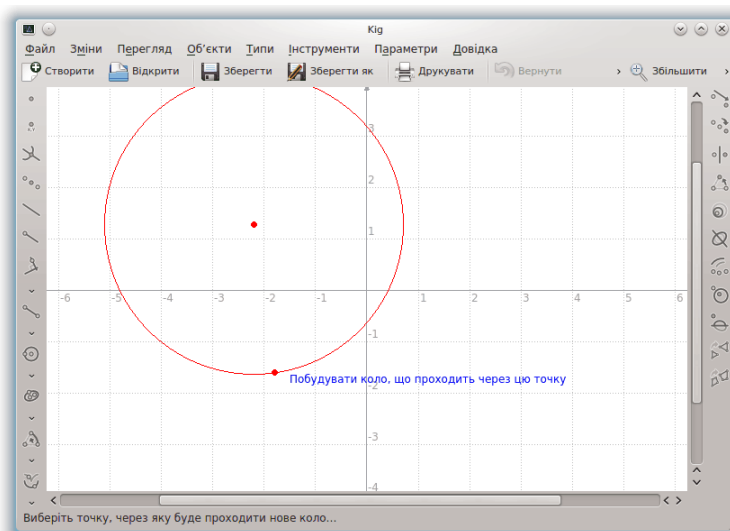 Kig
Файл Зміни Перегляд Об’єкти Типи Інструменти Параметри Довідка
Створити Відкрити Зберегти Зберегти як Друкувати Вернути Збільшити
3
2
1
-6 -5 -4 -3 -2 -1 1 2 3 4 5 6
-1
Побудувати коло, що проходить через цю точку
-2
-3
-4
Виберіть точку, через яку буде проходити нове коло...